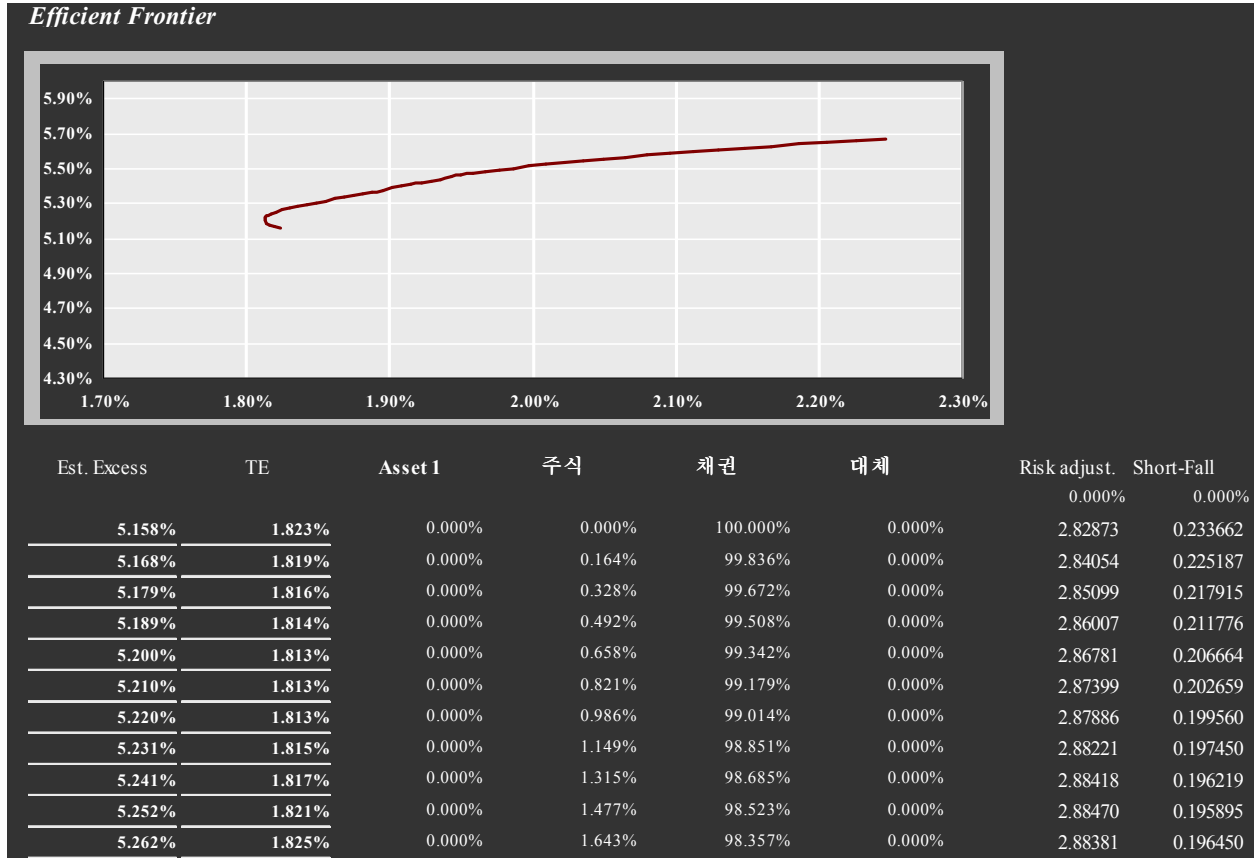 Efficient Frontier
5.90%
5.70%
5.50%
5.30%
5.10%
4.90%
4.70%
4.50%
4.30%
1.70% 1.80% 1.90% 2.00% 2.10% 2.20% 2.30%
Est. Excess TE Asset 1 주식 채권 대체 Risk adjust. Short-Fall
0.000% 0.000%
5.158% 1.823% 0.000% 0.000% 100.000% 0.000% 2.82873 0.233662
5.168% 1.819% 0.000% 0.164% 99.836% 0.000% 2.84054 0.225187
5.179% 1.816% 0.000% 0.328% 99.672% 0.000% 2.85099 0.217915
5.189% 1.814% 0.000% 0.492% 99.508% 0.000% 2.86007 0.211776
5.200% 1.813% 0.000% 0.658% 99.342% 0.000% 2.86781 0.206664
5.210% 1.813% 0.000% 0.821% 99.179% 0.000% 2.87399 0.202659
5.220% 1.813% 0.000% 0.986% 99.014% 0.000% 2.87886 0.199560
5.231% 1.815% 0.000% 1.149% 98.851% 0.000% 2.88221 0.197450
5.241% 1.817% 0.000% 1.315% 98.685% 0.000% 2.88418 0.196219
5.252% 1.821% 0.000% 1.477% 98.523% 0.000% 2.88470 0.195895
5.262% 1.825% 0.000% 1.643% 98.357% 0.000% 2.88381 0.196450